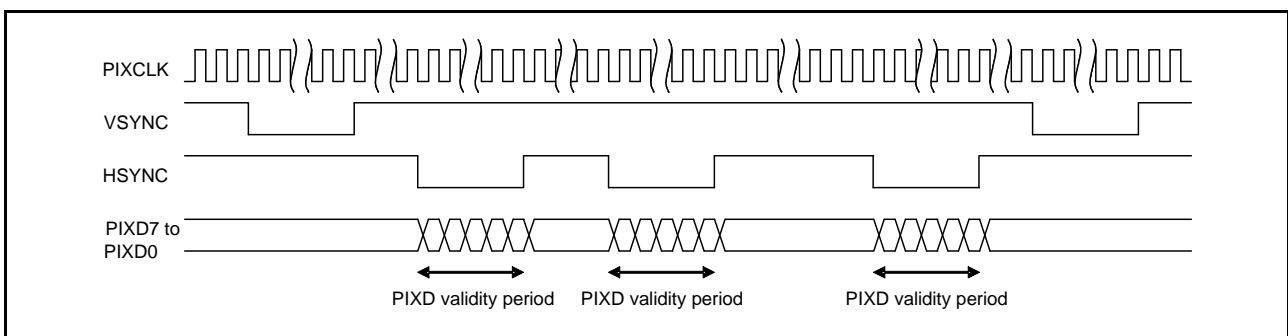 PIXCLK
VSYNC
HSYNC
PIXD7 to
PIXD0
PIXD validity period PIXD validity period PIXD validity period